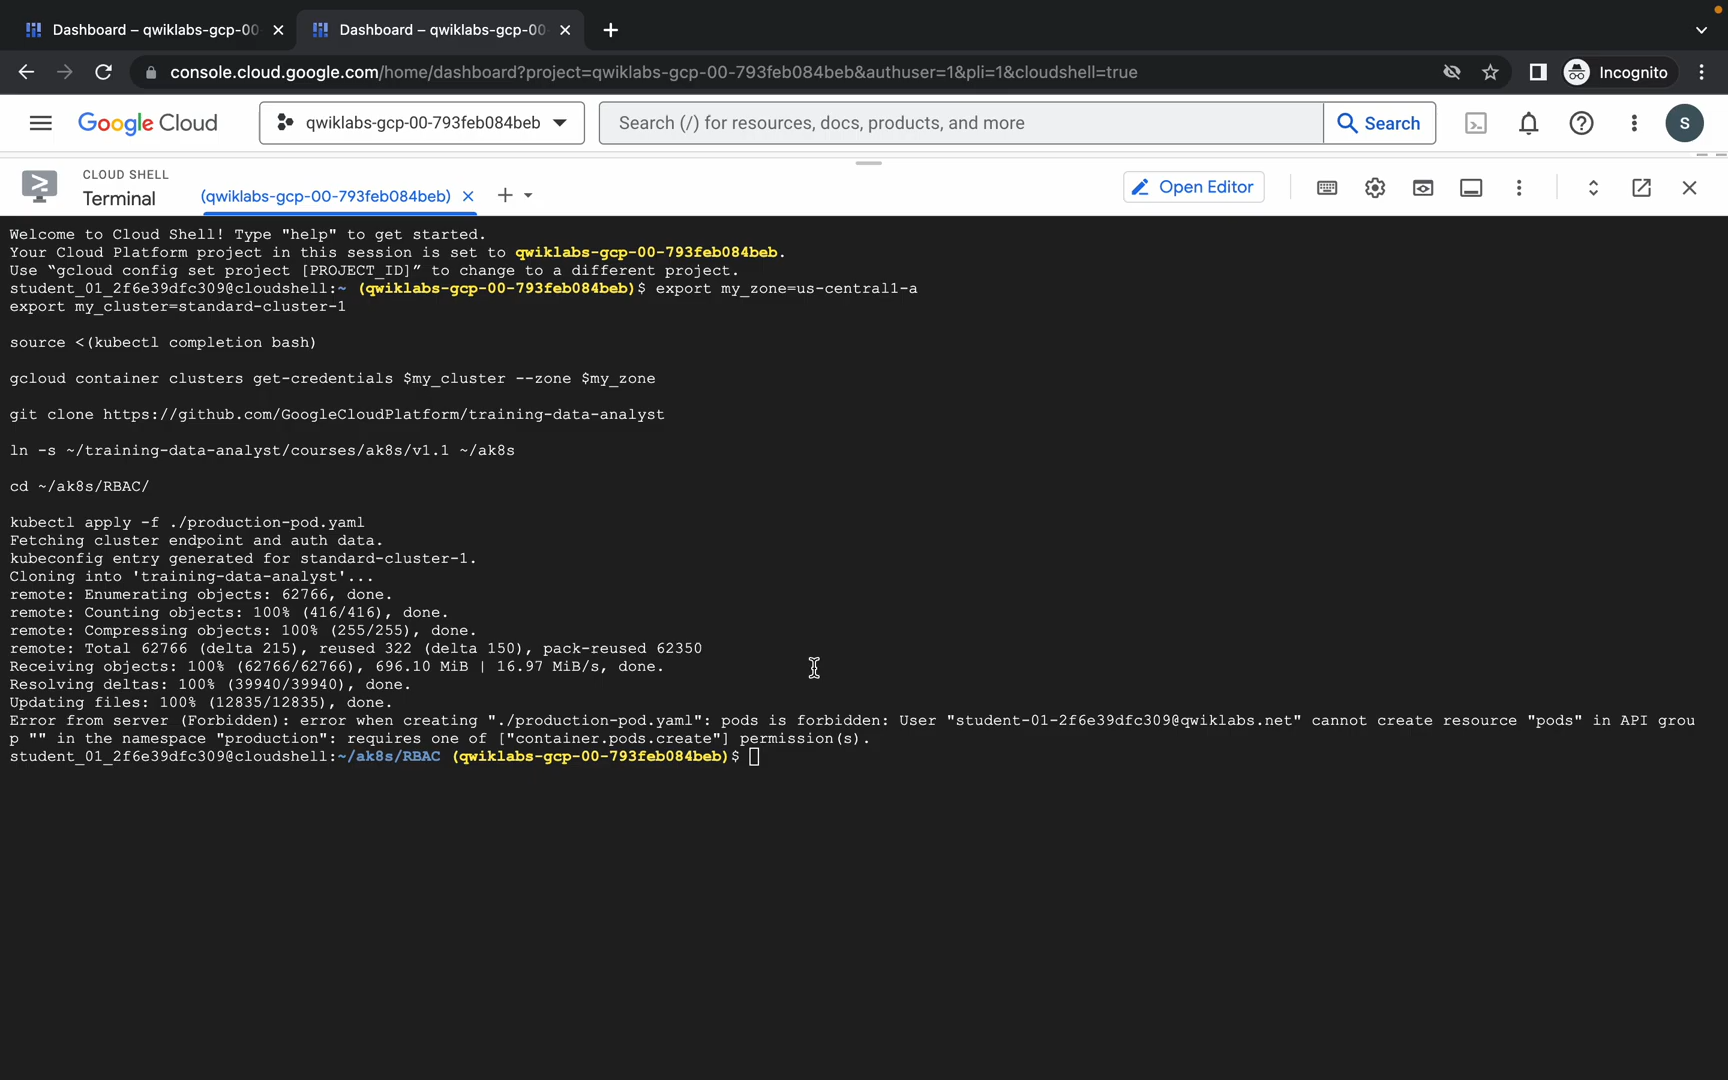 Dashboard – qwiklabs-gcp-00
Dashboard – qwiklabs-gcp-00
console.cloud.google.com/home/dashboard?project=qwiklabs-gcp-00-793feb084beb&authuser=1&pli=1&cloudshell=true
Incognito
Google Cloud
qwiklabs-gcp-00-793feb084beb
Search (/) for resources, docs, products, and more
Search
S
CLOUD SHELL
Terminal
(qwiklabs-gcp-00-793feb084beb)
Open Editor
Welcome to Cloud Shell! Type "help" to get started.
Your Cloud Platform project in this session is set to qwiklabs-gcp-00-793feb084beb.
Use “gcloud config set project [PROJECT_ID]” to change to a different project.
student_01_2f6e39dfc309@cloudshell:~ (qwiklabs-gcp-00-793feb084beb)$ export my_zone=us-central1-a
export my_cluster=standard-cluster-1
source <(kubectl completion bash)
gcloud container clusters get-credentials $my_cluster --zone $my_zone
git clone https://github.com/GoogleCloudPlatform/training-data-analyst
ln -s ~/training-data-analyst/courses/ak8s/v1.1 ~/ak8s
cd ~/ak8s/RBAC/
kubectl apply -f ./production-pod.yaml
Fetching cluster endpoint and auth data.
kubeconfig entry generated for standard-cluster-1.
Cloning into 'training-data-analyst'...
remote: Enumerating objects: 62766, done.
remote: Counting objects: 100% (416/416), done.
remote: Compressing objects: 100% (255/255), done.
remote: Total 62766 (delta 215), reused 322 (delta 150), pack-reused 62350
Receiving objects: 100% (62766/62766), 696.10 MiB | 16.97 MiB/s, done.
Resolving deltas: 100% (39940/39940), done.
Updating files: 100% (12835/12835), done.
Error from server (Forbidden): error when creating "./production-pod.yaml": pods is forbidden: User "student-01-2f6e39dfc309@qwiklabs.net" cannot create resource "pods" in API grou
p "" in the namespace "production": requires one of ["container.pods.create"] permission(s).
student_01_2f6e39dfc309@cloudshell:~/ak8s/RBAC (qwiklabs-gcp-00-793feb084beb)$